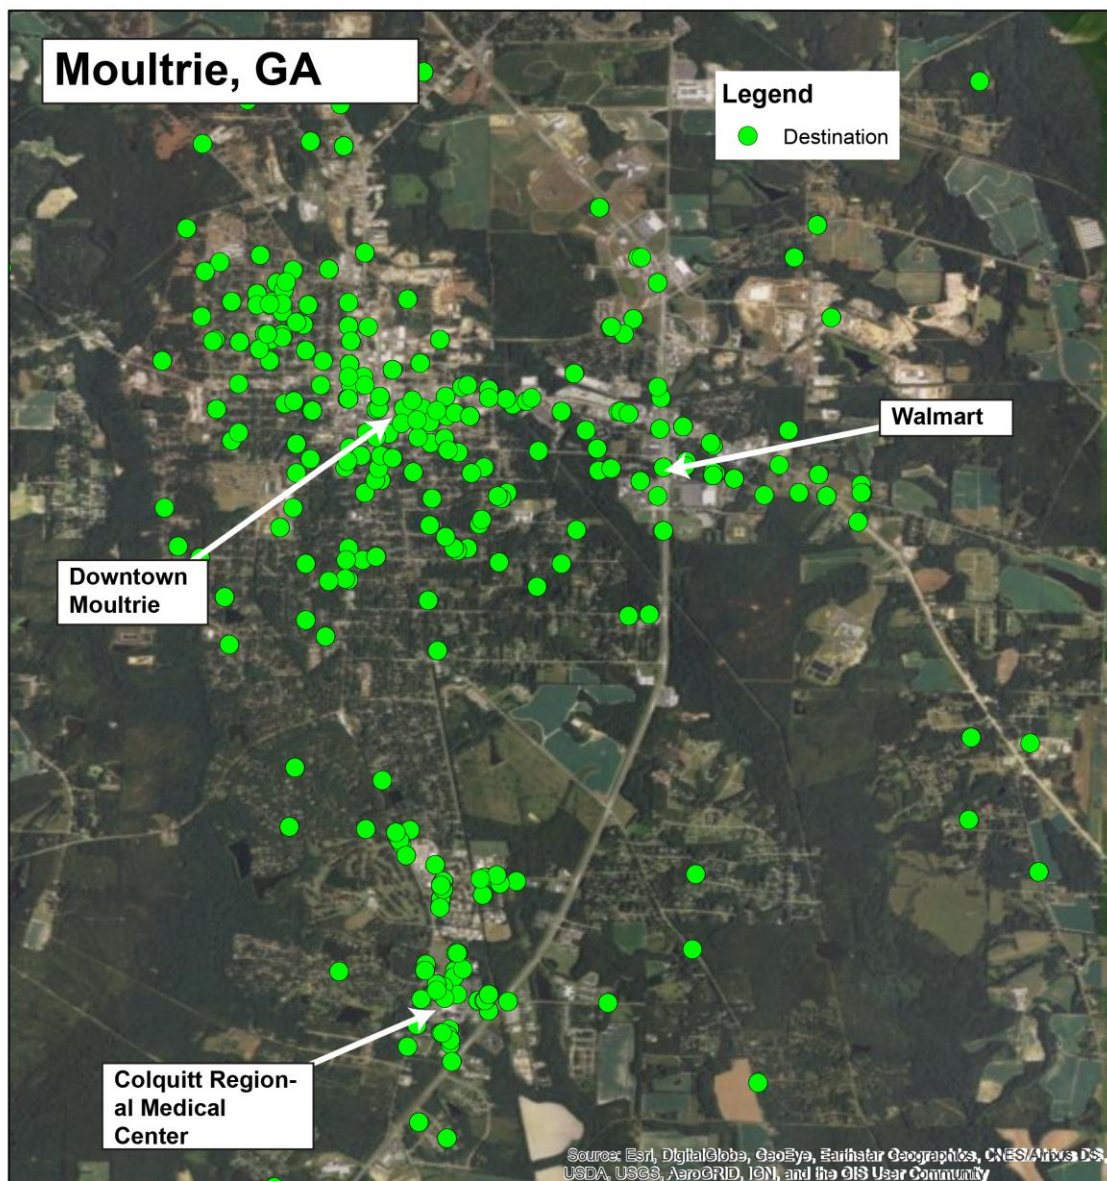 Moultrie, GA
Legend
Destination
Walmart
Downtown
Moultrie
Colquitt Region-
al Medical
Center
Source: Esri, DigitalGlobe, GeoEye, Earthstar Geographics, CNES/Airbus DS,
USDA, USGS, AeroGRID, IGN, and the GIS User Community